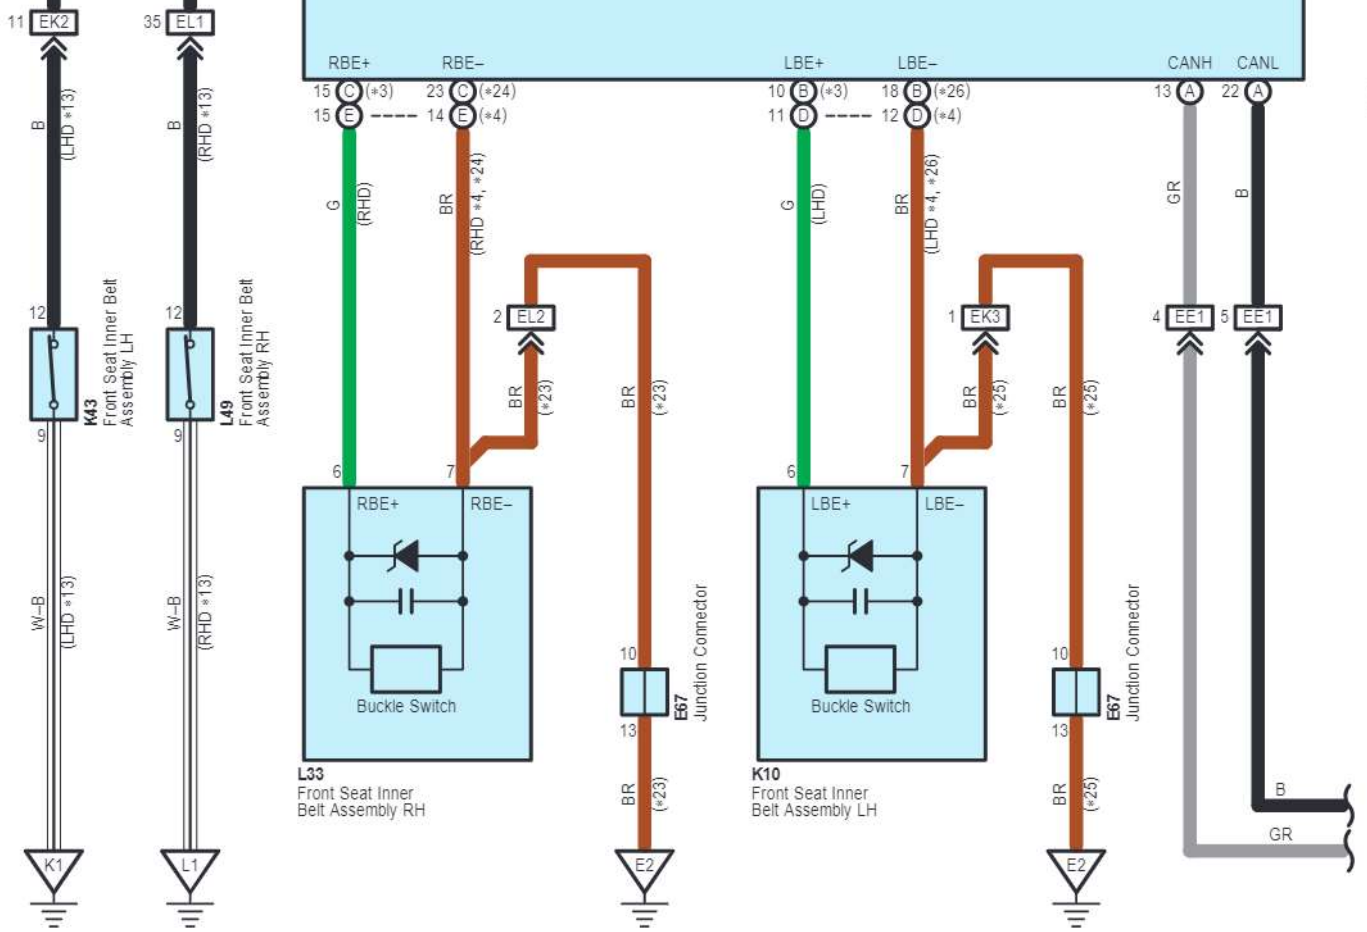 11 EK2
35 EL1
RBE+
RBE−
LBE+
LBE−
CANH
CANL
15 C (*3)
23 C (*24)
10 B (*3)
18 B (*26)
13 A
22 A
15 E
14 E (*4)
11 D
12 D (*4)
B
(LHD *13)
B
(RHD *13)
G
(RHD)
BR
(RHD *4, *24)
G
(LHD)
BR
(LHD *4, *26)
GR
B
12
12
2 EL2
1 EK3
4 EE1
5 EE1
K43
Front Seat Inner Belt
Assembly LH
L49
Front Seat Inner Belt
Assembly RH
BR
(*23)
BR
(*23)
BR
(*25)
BR
(*25)
9
9
6
7
6
7
RBE+
RBE−
LBE+
LBE−
W–B
(LHD *13)
W–B
(RHD *13)
10
10
E67
Junction Connector
E67
Junction Connector
Buckle Switch
Buckle Switch
13
13
L33
Front Seat Inner
Belt Assembly RH
K10
Front Seat Inner
Belt Assembly LH
BR
(*23)
BR
(*25)
B
GR
K1
L1
E2
E2